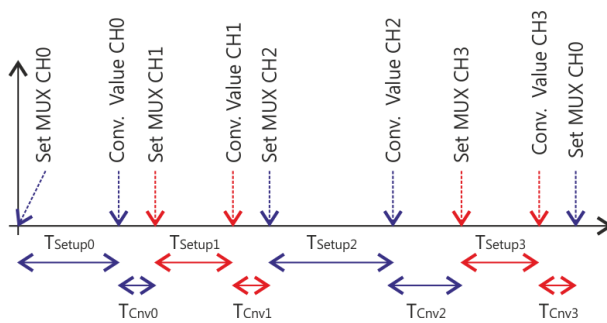 Set MUX CH0
Conv. Value CH0
Set MUX CH1
Conv. Value CH1
Set MUX CH2
Conv. Value CH2
Set MUX CH3
Conv. Value CH3
Set MUX CH0
TSetup0
TSetup1
TSetup2
TSetup3
TCnv0
TCnv1
TCnv2
TCnv3